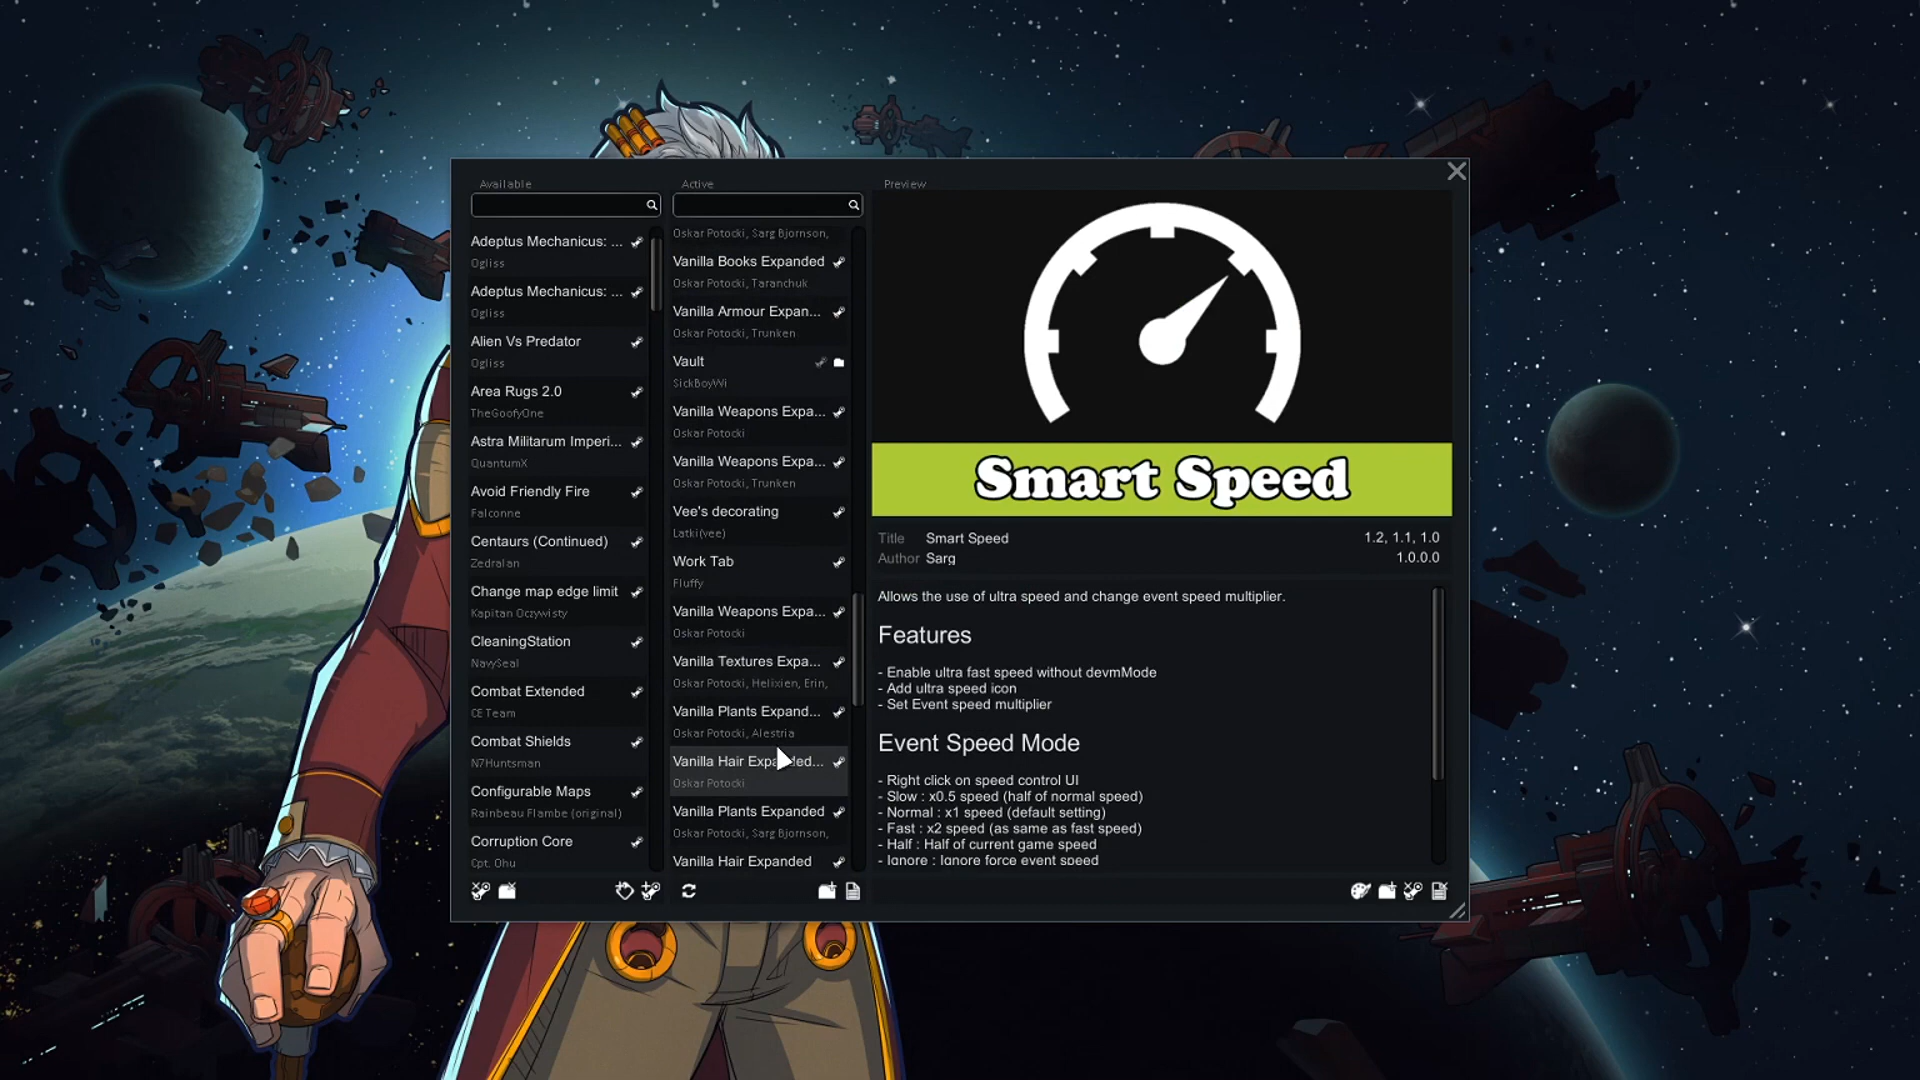 Available
Adeptus Mechanicus: ...
Ogliss
Adeptus Mechanicus: ...
Ogliss
Alien Vs Predator
Ogliss
Area Rugs 2.0
TheGoofyOne
Astra Militarum Imperi...
QuantumX
Avoid Friendly Fire
Falconne
Centaurs (Continued)
Zedralan
Change map edge limit
Kapitan Oczywisty
CleaningStation
NavySeal
Combat Extended
CE Team
Combat Shields
N7Huntsman
Configurable Maps
Rainbeau Flambe (original)
Corruption Core
Cpt. Ohu
Active
Oskar Potocki, Sarg Bjornson,
Vanilla Books Expanded
Oskar Potocki, Taranchuk
Vanilla Armour Expan...
Oskar Potocki, Trunken
Vault
SickBoyWi
Vanilla Weapons Expa...
Oskar Potocki
Vanilla Weapons Expa...
Oskar Potocki, Trunken
Vee's decorating
Latki(vee)
Work Tab
Fluffy
Vanilla Weapons Expa...
Oskar Potocki
Vanilla Textures Expa...
Oskar Potocki, Helixien, Erin,
Vanilla Plants Expand...
Oskar Potocki, Alestria
Vanilla Hair Expanded...
Oskar Potocki
Vanilla Plants Expanded
Oskar Potocki, Sarg Bjornson,
Vanilla Hair Expanded
Preview
Smart Speed
Title Smart Speed 1.2, 1.1, 1.0
Author Sarg 1.0.0.0
Allows the use of ultra speed and change event speed multiplier.
Features
- Enable ultra fast speed without devmMode
- Add ultra speed icon
- Set Event speed multiplier
Event Speed Mode
- Right click on speed control UI
- Slow : x0.5 speed (half of normal speed)
- Normal : x1 speed (default setting)
- Fast : x2 speed (as same as fast speed)
- Half : Half of current game speed
- Ignore : Ignore force event speed